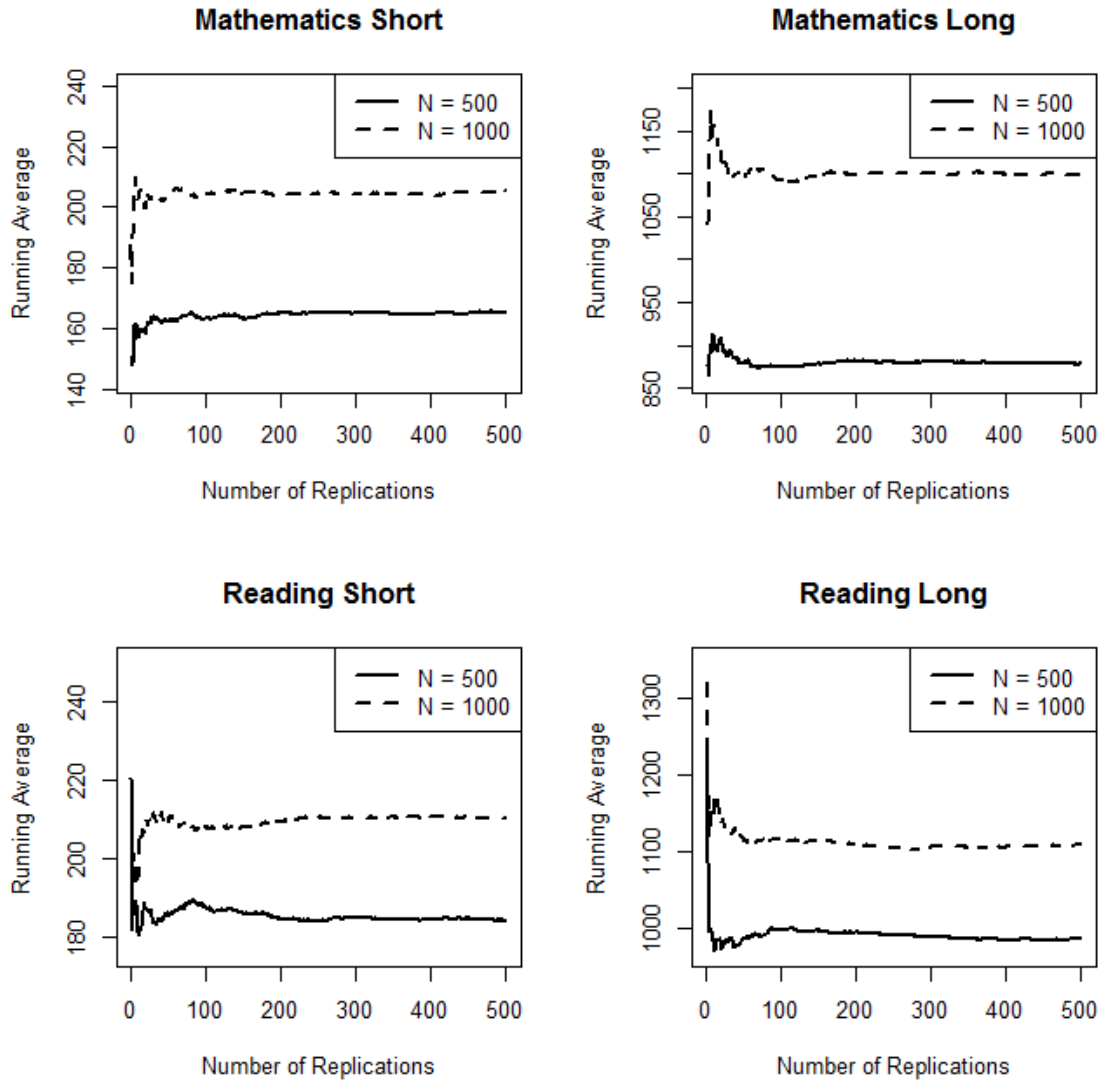 Mathematics Short
240
220
200
180
160
140
Running Average
0 100 200 300 400 500
Number of Replications
N = 500
N = 1000
Mathematics Long
1150
1050
950
850
Running Average
0 100 200 300 400 500
Number of Replications
N = 500
N = 1000
Reading Short
240
220
200
180
Running Average
0 100 200 300 400 500
Number of Replications
N = 500
N = 1000
Reading Long
1300
1200
1100
1000
Running Average
0 100 200 300 400 500
Number of Replications
N = 500
N = 1000